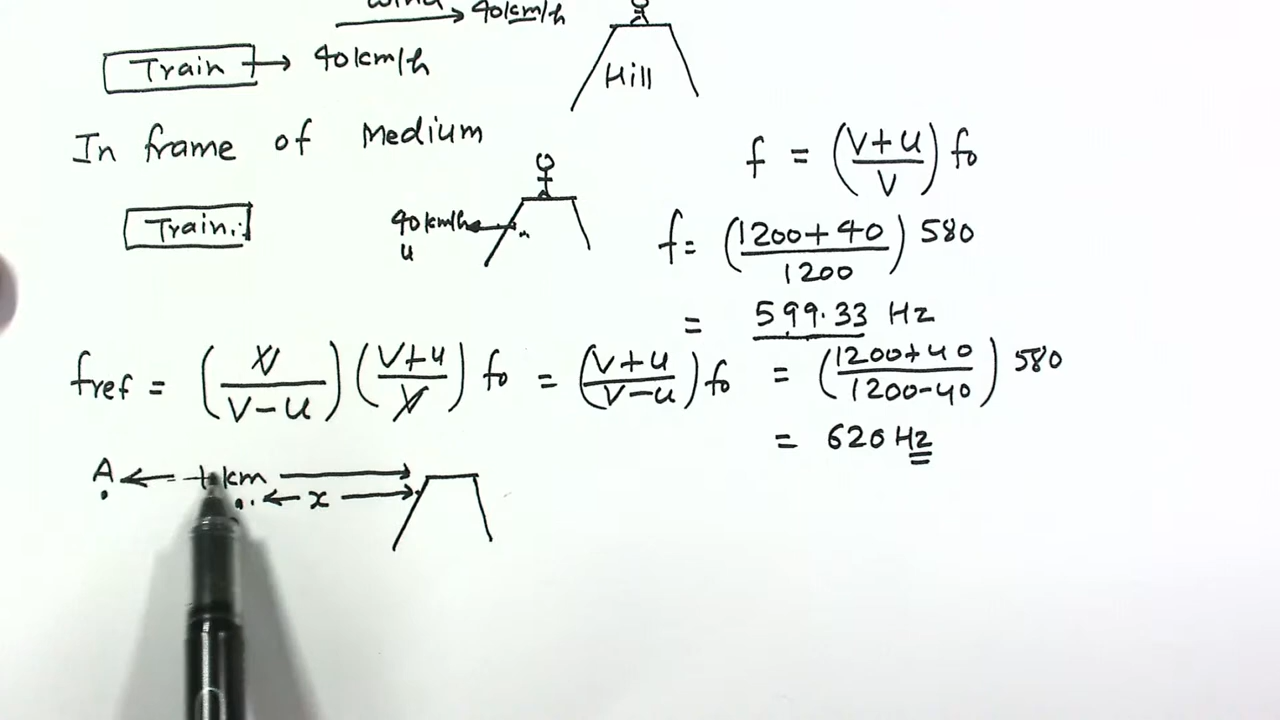 wind 40km/h
Train → 40km/h
Hill
In frame of Medium
Train
40km/h
u
f = (V+u/V) fo
f = (1200+40/1200) 580
= 599.33 Hz
fref = (V/V-u) (V+u/V) fo = (V+u/V-u) fo = (1200+40/1200-40) 580
= 620 Hz
A ← 1 km →
← x →